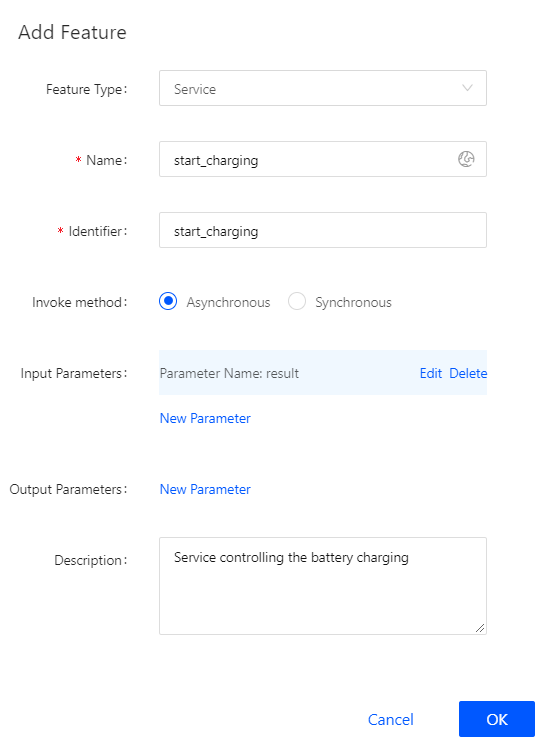 Add Feature
Feature Type:
Service
* Name:
start_charging
* Identifier:
start_charging
Invoke method:
Asynchronous
Synchronous
Input Parameters:
Parameter Name: result
Edit Delete
New Parameter
Output Parameters:
New Parameter
Description:
Service controlling the battery charging
Cancel
OK